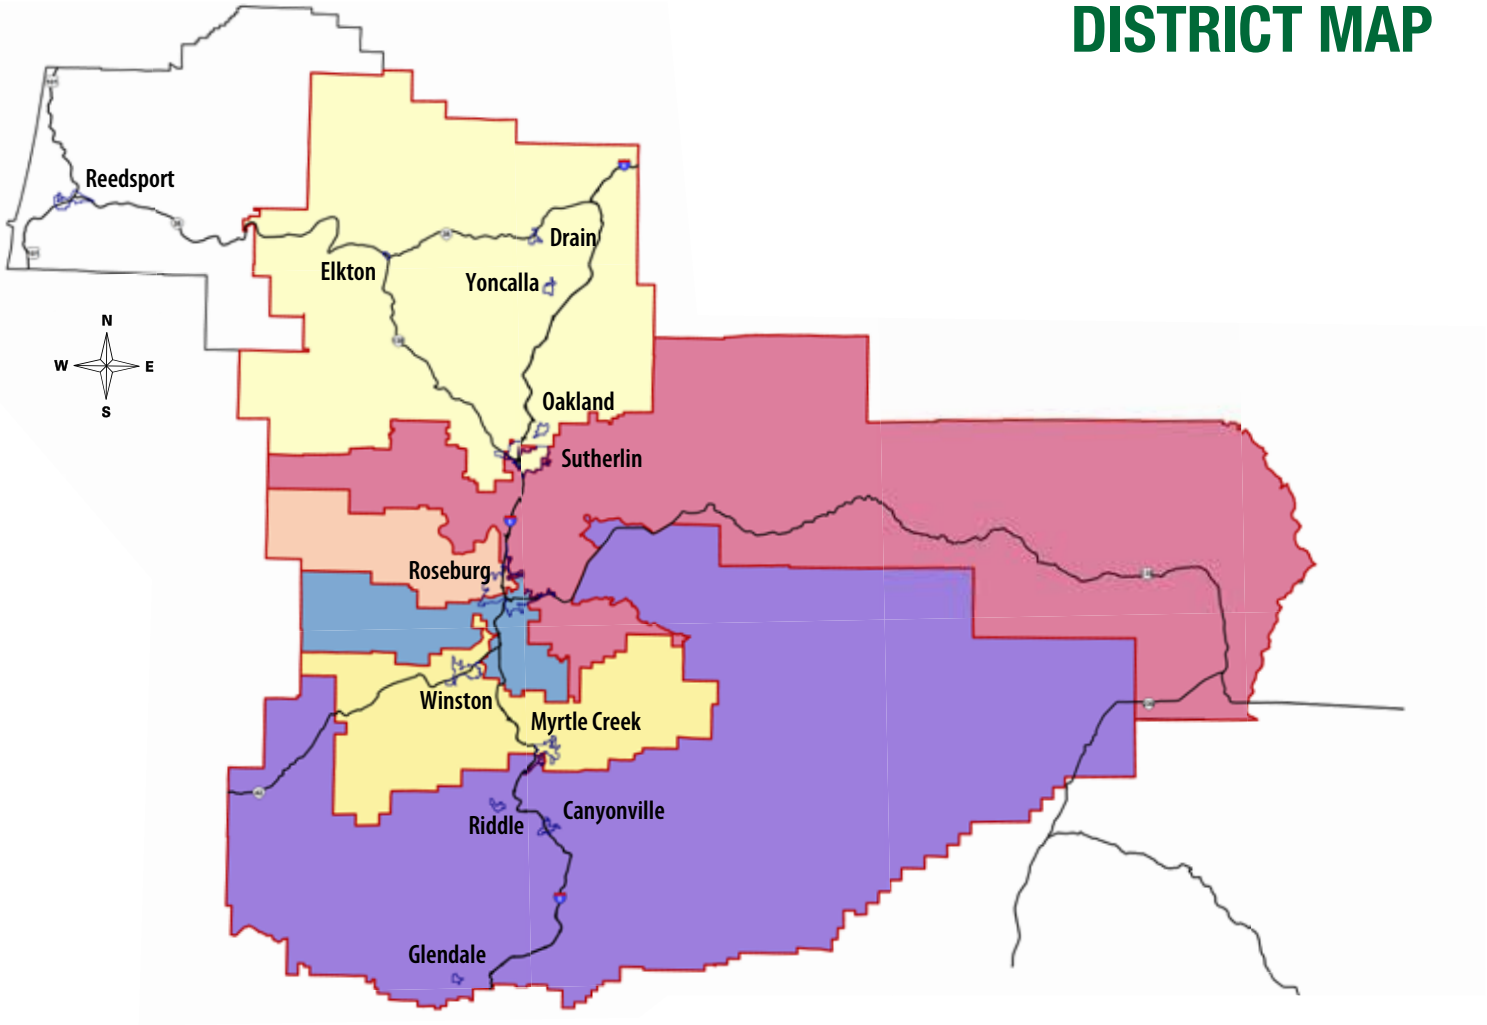 DISTRICT MAP
Reedsport
Drain
Elkton
Yoncalla
N
W E
S
Oakland
Sutherlin
Roseburg
Winston
Myrtle Creek
Canyonville
Riddle
Glendale